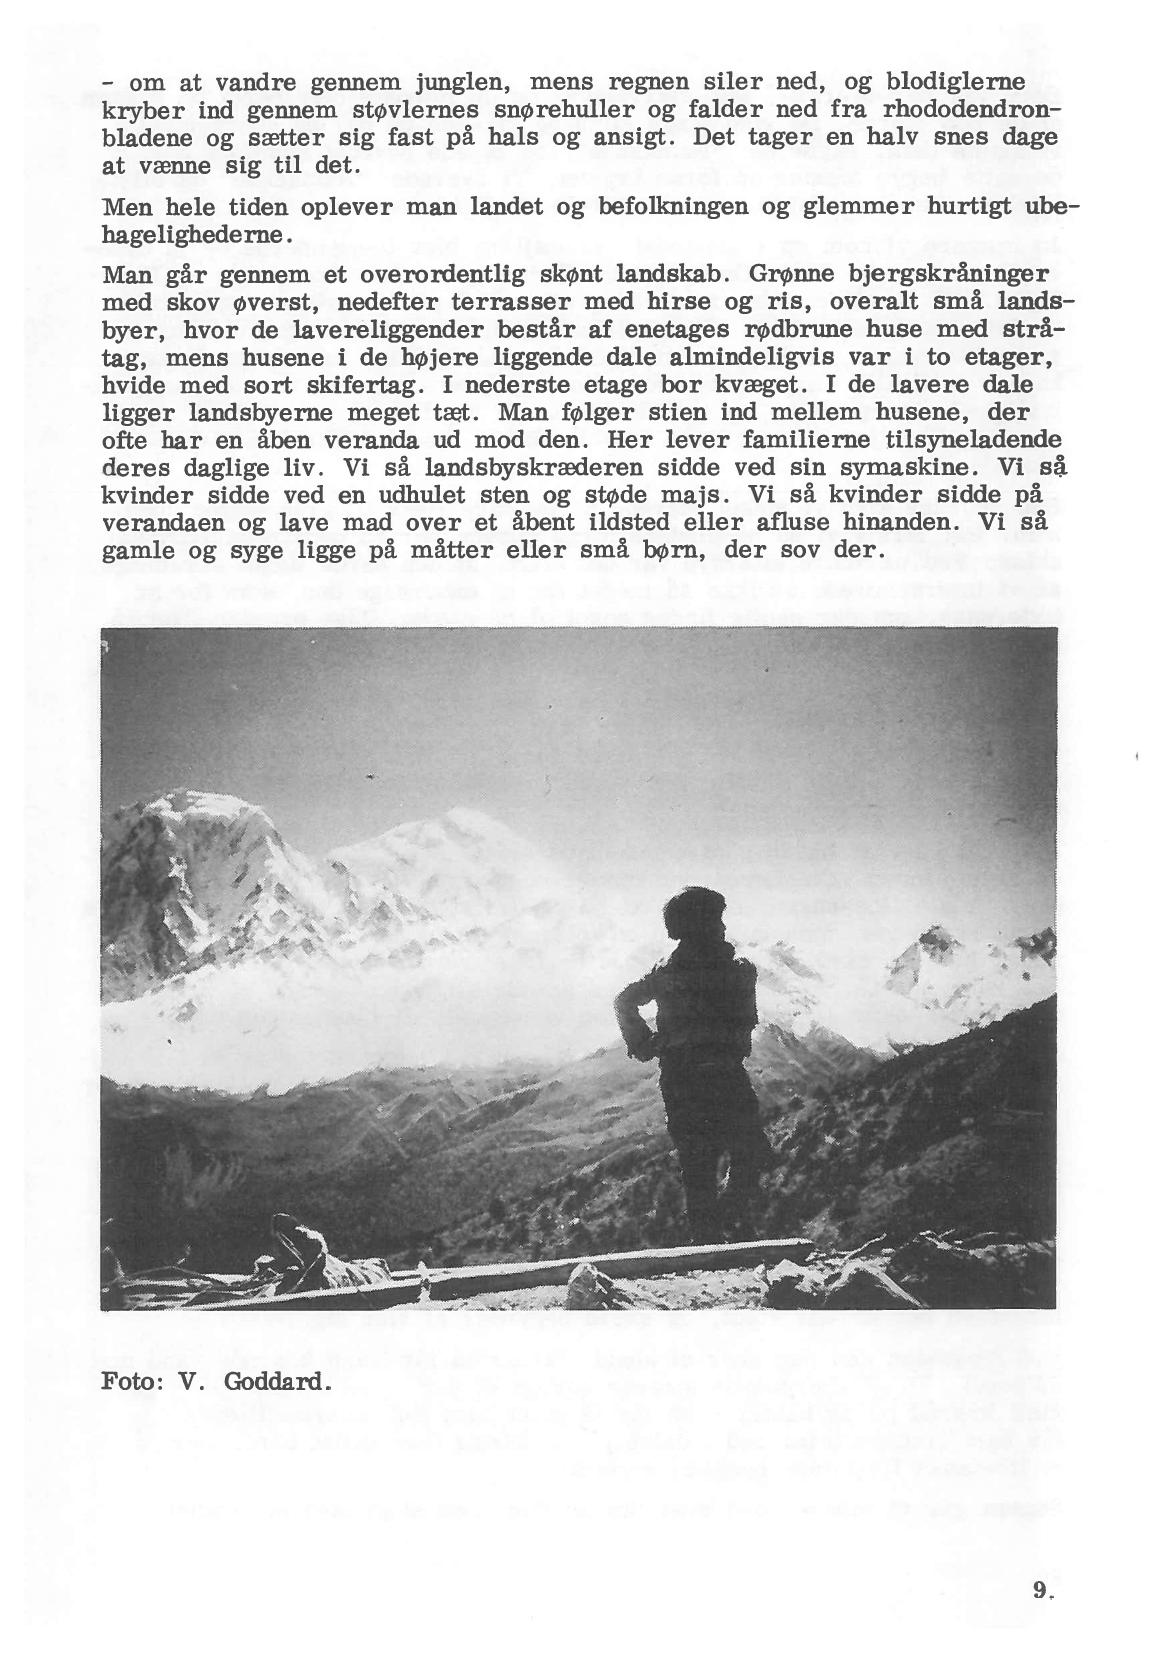 - om at vandre gennem junglen, mens regnen siler ned, og blodiglerne
kryber ind gennem støvlernes snørehuller og falder ned fra rhododendron-
bladene og sætter sig fast på hals og ansigt. Det tager en halv snes dage
at vænne sig til det.
Men hele tiden oplever man landet og befolkningen og glemmer hurtigt ube-
hagelighederne.
Man går gennem et overordentlig skønt landskab. Grønne bjergskråninger
med skov øverst, nedefter terrasser med hirse og ris, overalt små lands-
byer, hvor de lavereliggender består af enetages rødbrune huse med strå-
tag, mens husene i de højere liggende dale almindeligvis var i to etager,
hvide med sort skifertag. I nederste etage bor kvæget. I de lavere dale
ligger landsbyerne meget tæt. Man følger stien ind mellem husene, der
ofte har en åben veranda ud mod den. Her lever familierne tilsyneladende
deres daglige liv. Vi så landsbyskræderen sidde ved sin symaskine. Vi så
kvinder sidde ved en udhulet sten og støde majs. Vi så kvinder sidde på
verandaen og lave mad over et åbent ildsted eller afluse hinanden. Vi så
gamle og syge ligge på måtter eller små børn, der sov der.
Foto: V. Goddard.
9.